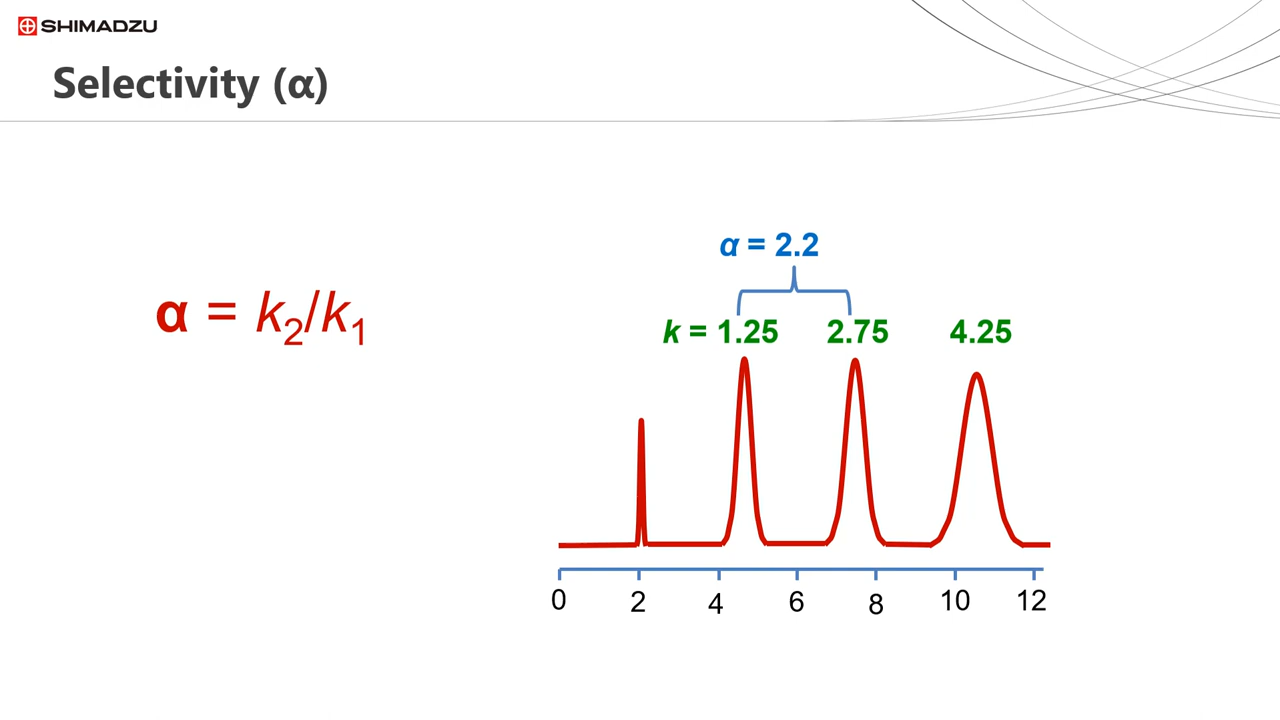 SHIMADZU
Selectivity (α)
α = k₂/k₁
α = 2.2
k = 1.25 2.75 4.25
0 2 4 6 8 10 12